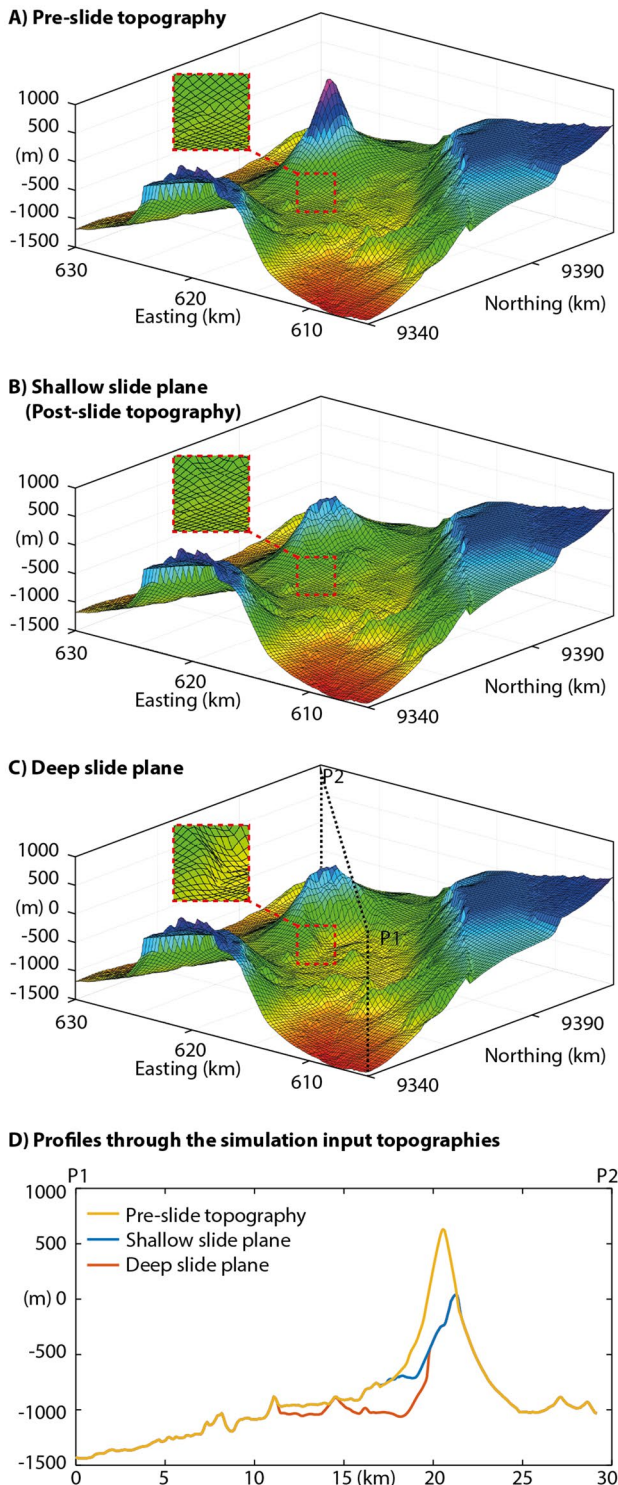 A) Pre-slide topography
1000
500
(m) 0
-500
-1000
-1500
630
620
610
Easting (km)
9340
9390
Northing (km)
B) Shallow slide plane
(Post-slide topography)
1000
500
(m) 0
-500
-1000
-1500
630
620
610
Easting (km)
9340
9390
Northing (km)
C) Deep slide plane
P2
1000
500
(m) 0
-500
-1000
-1500
P1
630
620
610
Easting (km)
9340
9390
Northing (km)
D) Profiles through the simulation input topographies
P1 P2
1000
500
(m) 0
-500
-1000
-1500
Pre-slide topography
Shallow slide plane
Deep slide plane
0 5 10 15 (km) 20 25 30